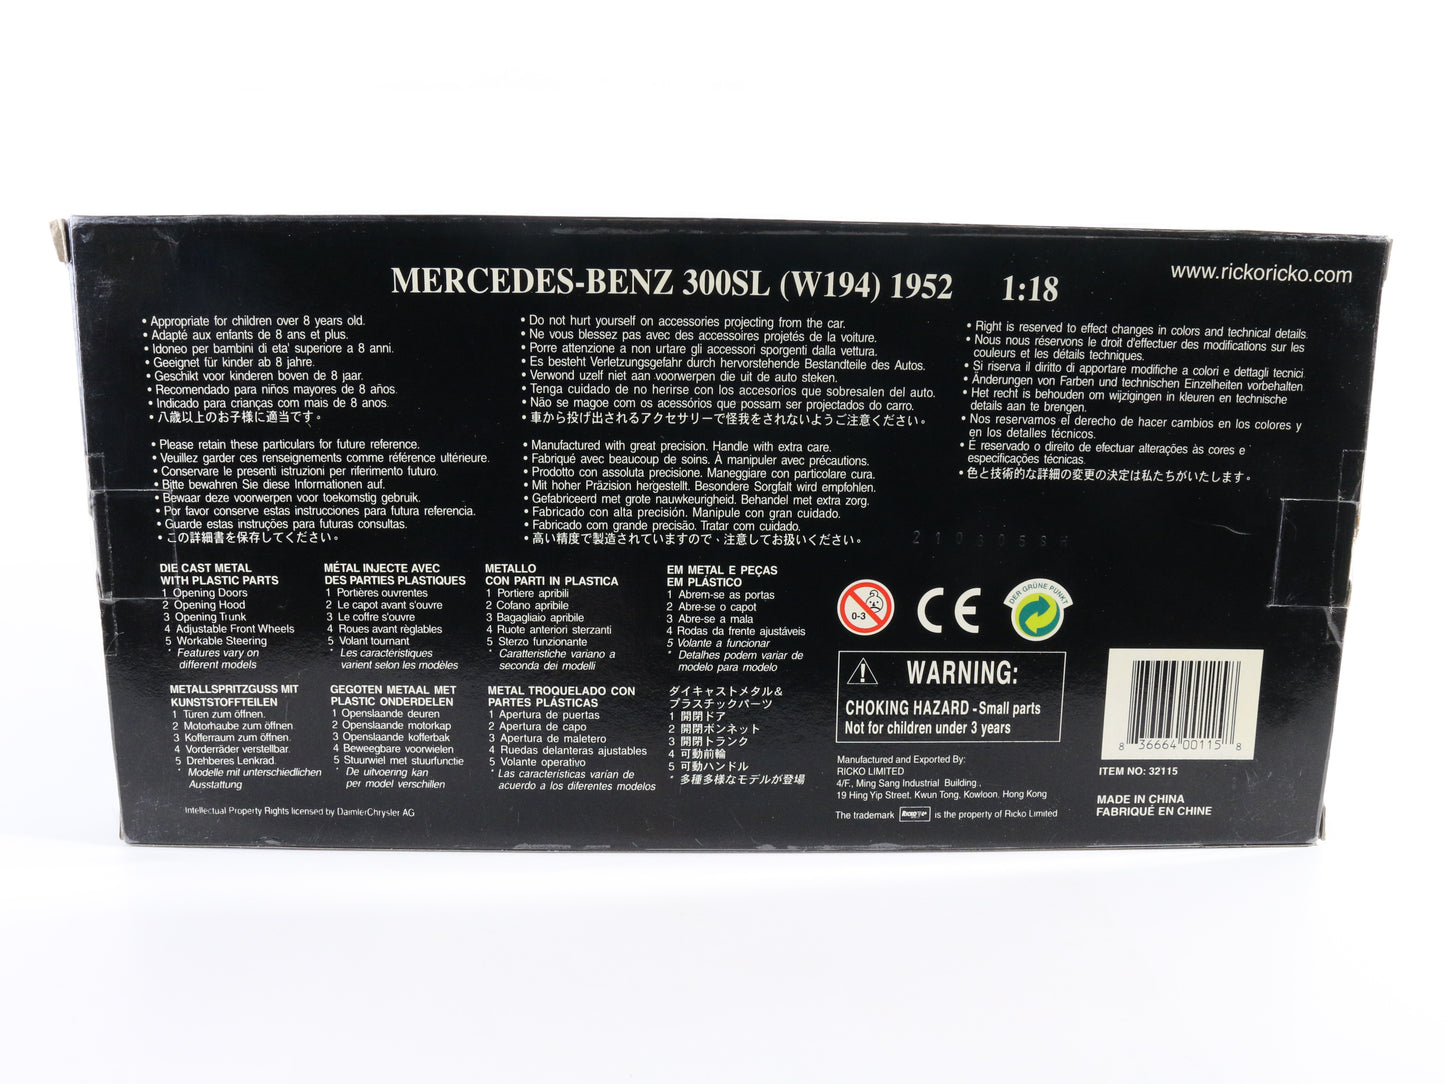 MERCEDES-BENZ 300SL (W194) 1952 1:18
www.rickoricko.com
• Appropriate for children over 8 years old.
• Adapté aux enfants de 8 ans et plus.
• Idoneo per bambini di eta' superiore a 8 anni.
• Geeignet für kinder ab 8 jahre.
• Geschikt voor kinderen boven de 8 jaar.
• Recomendado para niños mayores de 8 años.
• Indicado para crianças com mais de 8 anos.
• 八歳以上のお子様に適当です。
• Please retain these particulars for future reference.
• Veuillez garder ces renseignements comme référence ultérieure.
• Conservare le presenti istruzioni per riferimento futuro.
• Bitte bewahren Sie diese Informationen auf.
• Bewaar deze voorwerpen voor toekomstig gebruik.
• Por favor conserve estas instrucciones para futura referencia.
• Guarde estas instruções para futuras consultas.
• この詳細書を保存してください。
• Do not hurt yourself on accessories projecting from the car.
• Ne vous blessez pas avec des accessoires projetés de la voiture.
• Porre attenzione a non urtare gli accessori sporgenti dalla vettura.
• Es besteht Verletzungsgefahr durch hervorstehende Bestandteile des Autos.
• Verwond uzelf niet aan voorwerpen die uit de auto steken.
• Tenga cuidado de no herirse con los accesorios que sobresalen del auto.
• Não se magoe com os acessórios que possam ser projectados do carro.
• 車から投げ出されるアクセサリーで怪我をされないようご注意ください。
• Manufactured with great precision. Handle with extra care.
• Fabriqué avec beaucoup de soins. À manipuler avec précautions.
• Prodotto con assoluta precisione. Maneggiare con particolare cura.
• Mit hoher Präzision hergestellt. Besondere Sorgfalt wird empfohlen.
• Gefabriceerd met grote nauwkeurigheid. Behandel met extra zorg.
• Fabricado con alta precisión. Manipule con gran cuidado.
• Fabricado com grande precisão. Tratar com cuidado.
• 高い精度で製造されていますので、注意してお扱いください。
• Right is reserved to effect changes in colors and technical details.
• Nous nous réservons le droit d'effectuer des modifications sur les
couleurs et les détails techniques.
• Si riserva il diritto di apportare modifiche a colori e dettagli tecnici.
• Änderungen von Farben und technischen Einzelheiten vorbehalten.
• Het recht is behouden om wijzigingen in kleuren en technische
details aan te brengen.
• Nos reservamos el derecho de hacer cambios en los colores y
en los detalles técnicos.
• É reservado o direito de efectuar alterações às cores e
especificações técnicas.
• 色と技術的な詳細の変更の決定は私たちがいたします。
DIE CAST METAL
WITH PLASTIC PARTS
1 Opening Doors
2 Opening Hood
3 Opening Trunk
4 Adjustable Front Wheels
5 Workable Steering
* Features vary on
different models
MÉTAL INJECTE AVEC
DES PARTIES PLASTIQUES
1 Portières ouvrentes
2 Le capot avant s'ouvre
3 Le coffre s'ouvre
4 Roues avant règlables
5 Volant tournant
* Les caractéristiques
varient selon les modèles
METALLO
CON PARTI IN PLASTICA
1 Portiere apribili
2 Cofano apribile
3 Bagagliaio apribile
4 Ruote anteriori sterzanti
5 Sterzo funzionante
* Caratteristiche variano a
seconda dei modelli
EM METAL E PEÇAS
EM PLÁSTICO
1 Abrem-se as portas
2 Abre-se o capot
3 Abre-se a mala
4 Rodas da frente ajustáveis
5 Volante a funcionar
* Detalhes podem variar de
modelo para modelo
METALLSPRITZGUSS MIT
KUNSTSTOFFTEILEN
1 Türen zum öffnen.
2 Motorhaube zum öffnen
3 Kofferraum zum öffnen.
4 Vorderräder verstellbar.
5 Drehberes Lenkrad.
* Modelle mit unterschiedlichen
Ausstattung
GEGOTEN METAAL MET
PLASTIC ONDERDELEN
1 Openslaande deuren
2 Openslaande motorkap
3 Openslaande kofferbak
4 Beweegbare voorwielen
5 Stuurwiel met stuurfunctie
* De uitvoering kan
per model verschillen
METAL TROQUELADO CON
PARTES PLÁSTICAS
1 Apertura de puertas
2 Apertura de capo
3 Apertura de maletero
4 Ruedas delanteras ajustables
5 Volante operativo
* Las características varían de
acuerdo a los diferentes modelos
ダイキャストメタル&
プラスチックパーツ
1 開閉ドア
2 開閉ボンネット
3 開閉トランク
4 可動前輪
5 可動ハンドル
* 多種多様なモデルが登場
Intellectual Property Rights licensed by DaimlerChrysler AG
0-3
CE
DER GRÜNE PUNKT
WARNING:
CHOKING HAZARD - Small parts
Not for children under 3 years
Manufactured and Exported By:
RICKO LIMITED
4/F., Ming Sang Industrial Building.,
19 Hing Yip Street, Kwun Tong, Kowloon, Hong Kong
The trademark Ricko is the property of Ricko Limited
8 36664 00115 8
ITEM NO: 32115
MADE IN CHINA
FABRIQUÉ EN CHINE